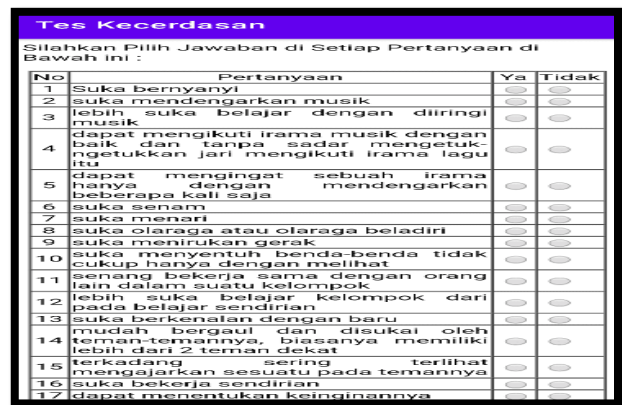 Tes Kecerdasan
Silahkan Pilih Jawaban di Setiap Pertanyaan di
Bawah ini :
No Pertanyaan Ya Tidak
1 Suka bernyanyi
2 suka mendengarkan musik
3 lebih suka belajar dengan diiringi
musik
4 dapat mengikuti irama musik dengan
baik dan tanpa sadar mengetuk-
ngetukkan jari mengikuti irama lagu
itu
5 dapat mengingat sebuah irama
hanya dengan mendengarkan
beberapa kali saja
6 suka senam
7 suka menari
8 suka olaraga atau olaraga beladiri
9 suka menirukan gerak
10 suka menyentuh benda-benda tidak
cukup hanya dengan melihat
11 senang bekerja sama dengan orang
lain dalam suatu kelompok
12 lebih suka belajar kelompok dari
pada belajar sendirian
13 suka berkenalan dengan baru
14 mudah bergaul dan disukai oleh
teman-temannya, biasanya memiliki
lebih dari 2 teman dekat
15 terkadang sering terlihat
mengajarkan sesuatu pada temannya
16 suka bekerja sendirian
17 dapat menentukan keinginannya